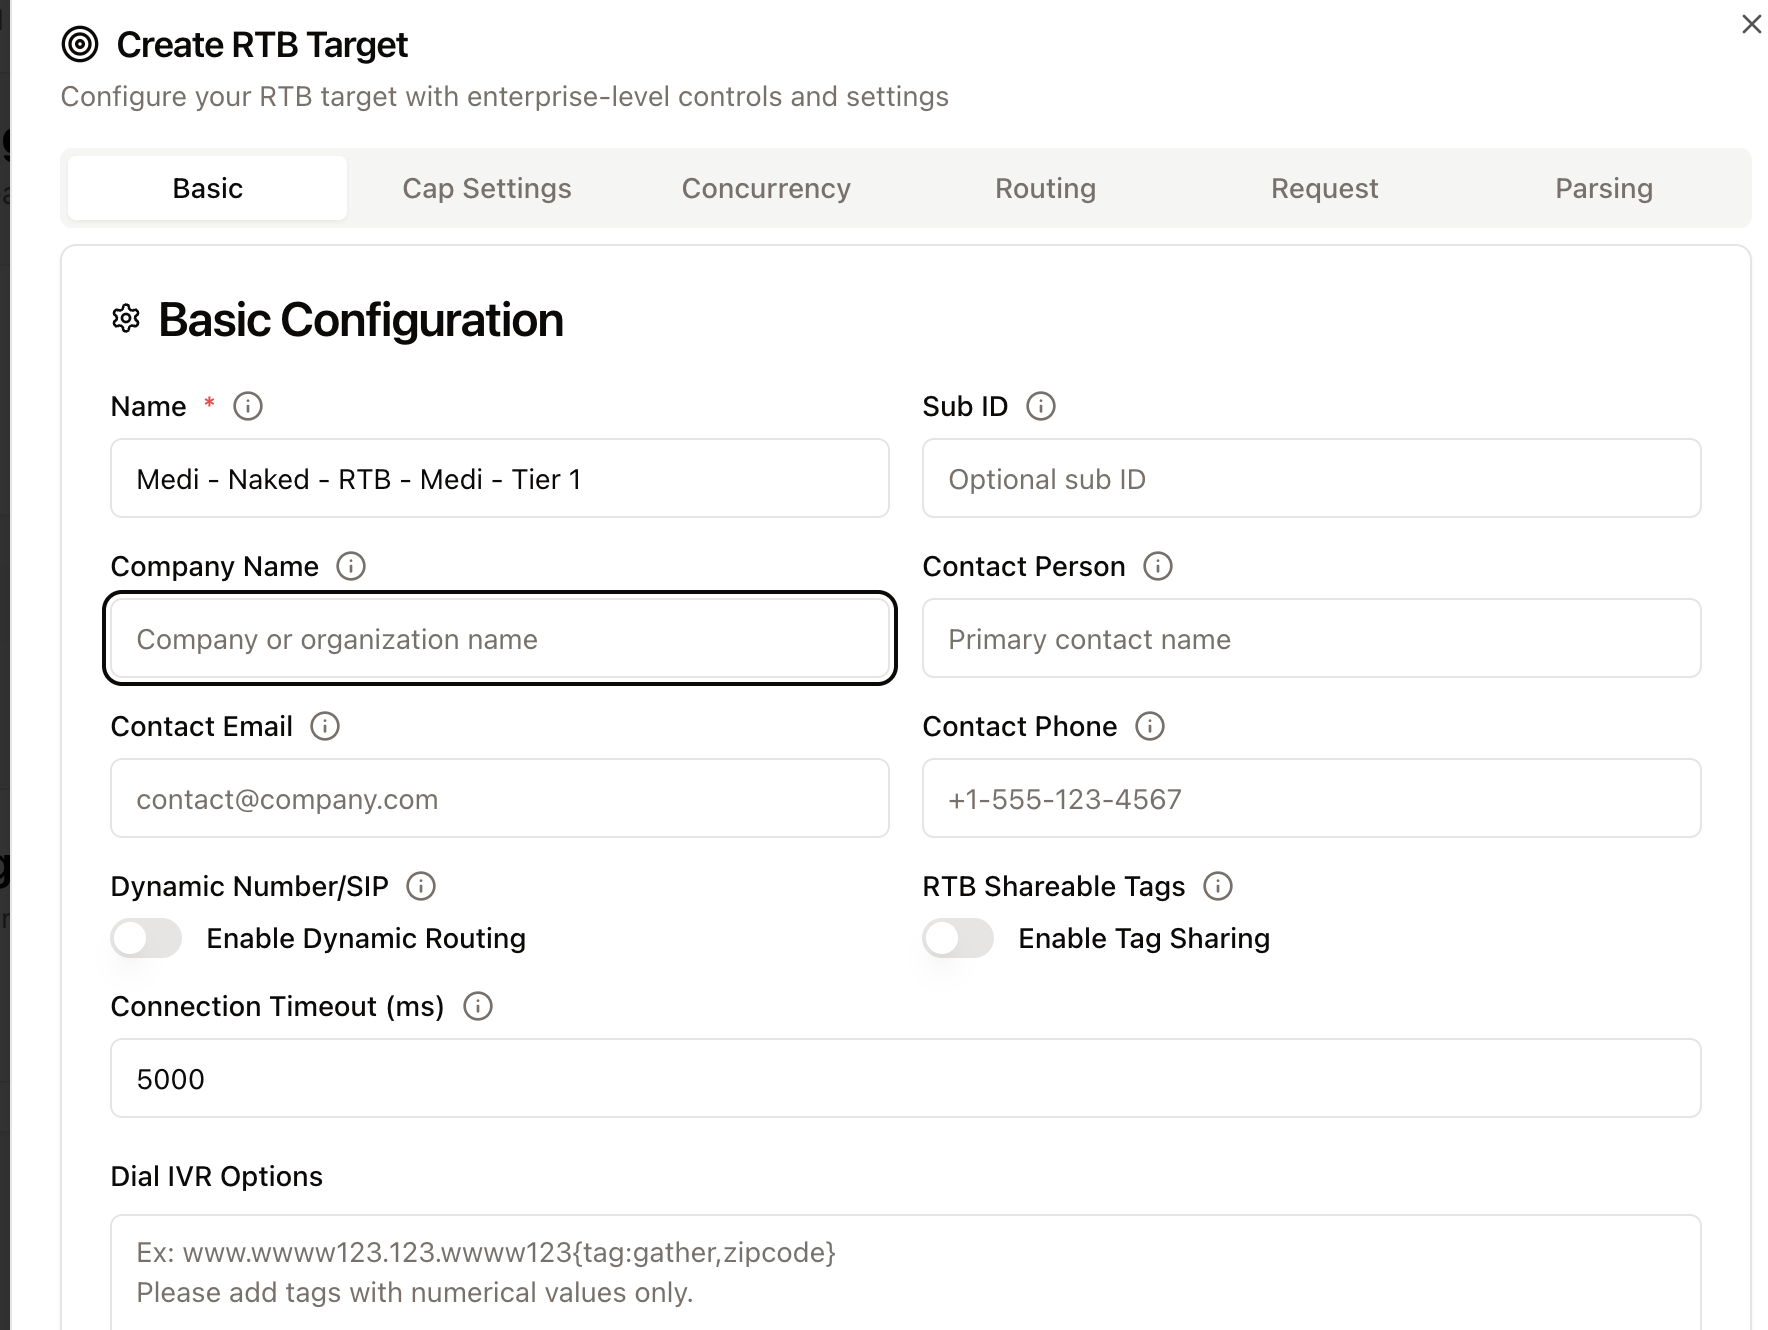 Create RTB Target
Configure your RTB target with enterprise-level controls and settings
Basic
Cap Settings
Concurrency
Routing
Request
Parsing
Basic Configuration
Name *
Sub ID
Medi - Naked - RTB - Medi - Tier 1
Optional sub ID
Company Name
Contact Person
Company or organization name
Primary contact name
Contact Email
Contact Phone
contact@company.com
+1-555-123-4567
Dynamic Number/SIP
RTB Shareable Tags
Enable Dynamic Routing
Enable Tag Sharing
Connection Timeout (ms)
5000
Dial IVR Options
Ex: www.wwww123.123.wwww123{tag:gather,zipcode}
Please add tags with numerical values only.